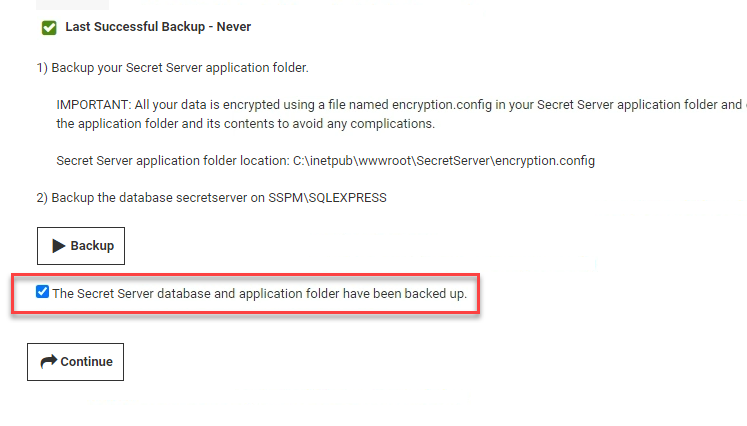 Last Successful Backup - Never
1) Backup your Secret Server application folder.
IMPORTANT: All your data is encrypted using a file named encryption.config in your Secret Server application folder and
the application folder and its contents to avoid any complications.
Secret Server application folder location: C:\inetpub\wwwroot\SecretServer\encryption.config
2) Backup the database secretserver on SSPM\SQLEXPRESS
Backup
The Secret Server database and application folder have been backed up.
Continue